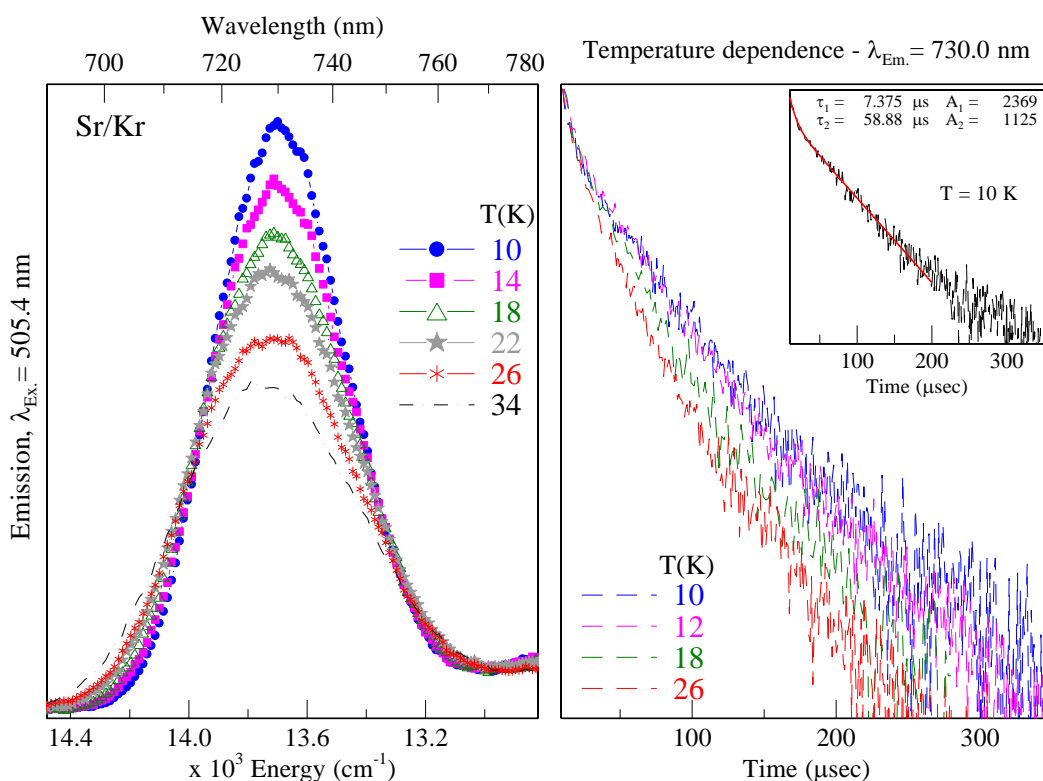 Wavelength (nm)
700 720 740 760 780
Sr/Kr
T(K)
10
14
18
22
26
34
Emission, λEx.= 505.4 nm
14.4 14.0 13.6 13.2
x 10³ Energy (cm⁻¹)
Temperature dependence - λEm.= 730.0 nm
τ₁ = 7.375 μs A₁ = 2369
τ₂ = 58.88 μs A₂ = 1125
T = 10 K
100 200 300
Time (μsec)
T(K)
10
12
18
26
100 200 300
Time (μsec)